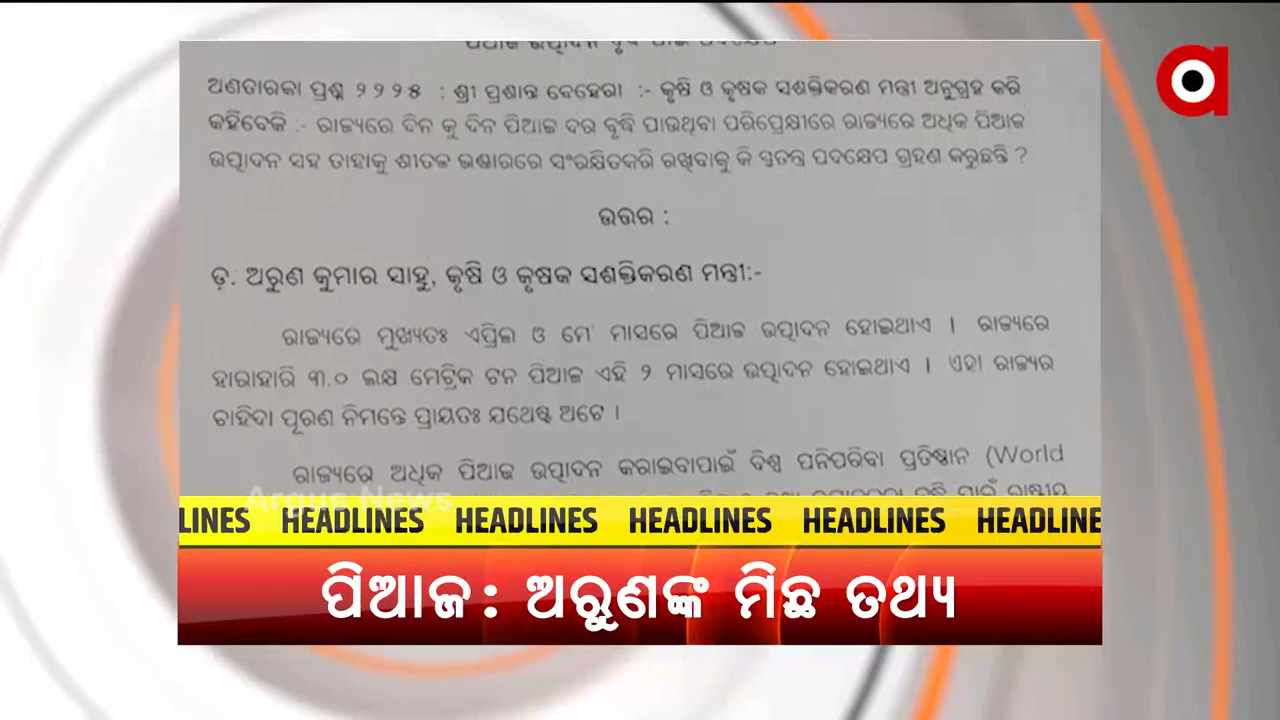 ଅଣତାରକା ପ୍ରଶ୍ନ ୨୨୨୫ : ଶ୍ରୀ ପ୍ରଶାନ୍ତ ବେହେରା :- କୃଷି ଓ କୃଷକ ସଶକ୍ତିକରଣ ମନ୍ତ୍ରୀ ଅନୁଗ୍ରହ କରି
କହିବେକି :- ରାଜ୍ୟରେ ଦିନ କୁ ଦିନ ପିଆଜ ଦର ବୃଦ୍ଧି ପାଉଥିବା ପରିପ୍ରେକ୍ଷୀରେ ରାଜ୍ୟରେ ଅଧିକ ପିଆଜ
ଉତ୍ପାଦନ ସହ ତାହାକୁ ଶୀତଳ ଭଣ୍ଡାରରେ ସଂରକ୍ଷିତକରି ରଖିବାକୁ କି ସ୍ୱତନ୍ତ୍ର ପଦକ୍ଷେପ ଗ୍ରହଣ କରୁଛନ୍ତି ?
ଉତ୍ତର :
ଡ଼. ଅରୁଣ କୁମାର ସାହୁ, କୃଷି ଓ କୃଷକ ସଶକ୍ତିକରଣ ମନ୍ତ୍ରୀ:-
ରାଜ୍ୟରେ ମୁଖ୍ୟତଃ ଏପ୍ରିଲ ଓ ମେ' ମାସରେ ପିଆଜ ଉତ୍ପାଦନ ହୋଇଥାଏ । ରାଜ୍ୟରେ
ହାରାହାରି ୩.୦ ଲକ୍ଷ ମେଟ୍ରିକ ଟନ ପିଆଜ ଏହି ୨ ମାସରେ ଉତ୍ପାଦନ ହୋଇଥାଏ । ଏହା ରାଜ୍ୟର
ଚାହିଦା ପୂରଣ ନିମନ୍ତେ ପ୍ରାୟତଃ ଯଥେଷ୍ଟ ଅଟେ ।
ରାଜ୍ୟରେ ଅଧିକ ପିଆଜ ଉତ୍ପାଦନ କରାଇବାପାଇଁ ବିଶ୍ୱ ପନିପରିବା ପ୍ରତିଷ୍ଠାନ (World
Argus News
LINES HEADLINES HEADLINES HEADLINES HEADLINES HEADLINE
ପିଆଜ: ଅରୁଣଙ୍କ ମିଛ ତଥ୍ୟ